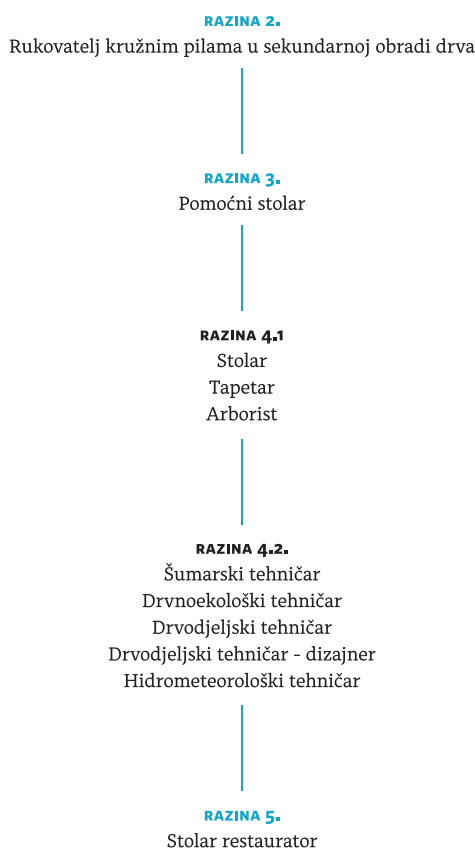 RAZINA 2.
Rukovatelj kružnim pilama u sekundarnoj obradi drva
RAZINA 3.
Pomoćni stolar
RAZINA 4.1
Stolar
Tapetar
Arborist
RAZINA 4.2.
Šumarski tehničar
Drvnoekološki tehničar
Drvodjeljski tehničar
Drvodjeljski tehničar - dizajner
Hidrometeorološki tehničar
RAZINA 5.
Stolar restaurator